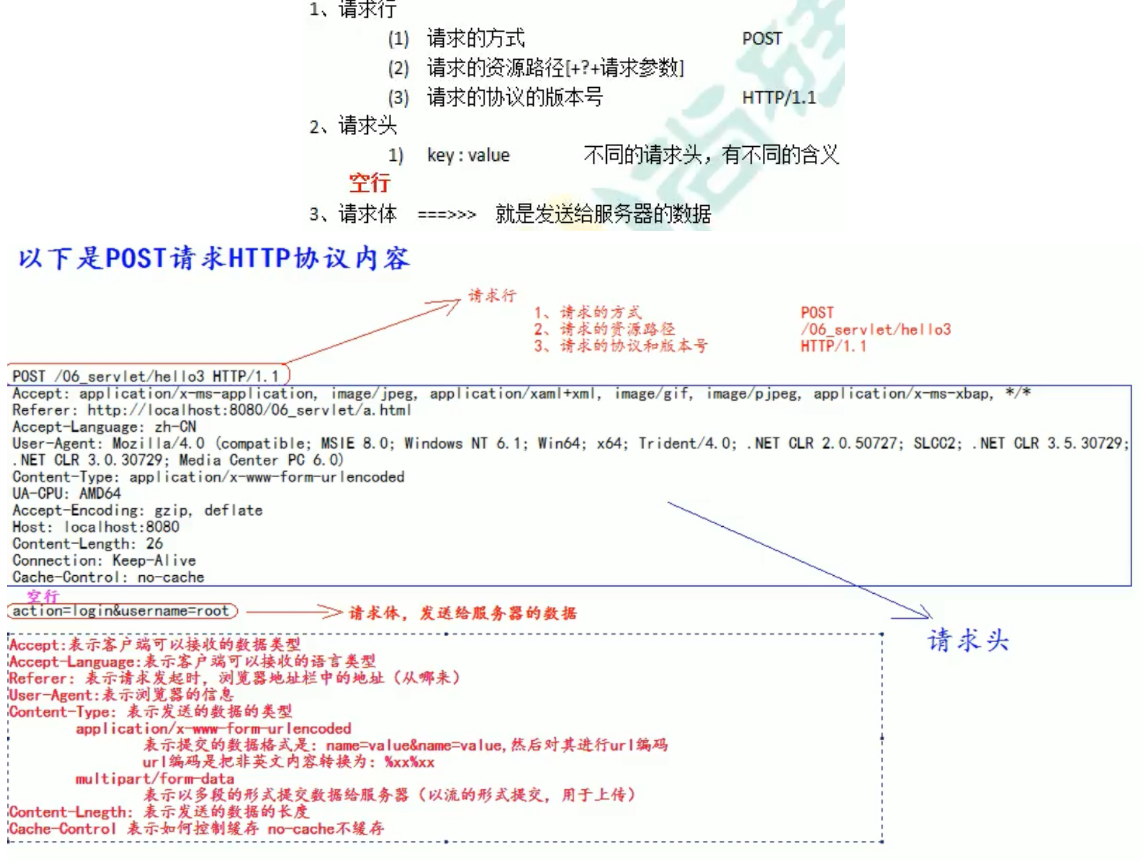 1、请求行
(1) 请求的方式 POST
(2) 请求的资源路径[+?+请求参数]
(3) 请求的协议的版本号 HTTP/1.1
2、请求头
1) key : value 不同的请求头，有不同的含义
空行
3、请求体 ===>>> 就是发送给服务器的数据
以下是POST请求HTTP协议内容
请求行
1、请求的方式 POST
2、请求的资源路径 /06_servlet/hello3
3、请求的协议和版本号 HTTP/1.1
POST /06_servlet/hello3 HTTP/1.1
Accept: application/x-ms-application, image/jpeg, application/xaml+xml, image/gif, image/pjpeg, application/x-ms-xbap, */*
Referer: http://localhost:8080/06_servlet/a.html
Accept-Language: zh-CN
User-Agent: Mozilla/4.0 (compatible; MSIE 8.0; Windows NT 6.1; Win64; x64; Trident/4.0; .NET CLR 2.0.50727; SLCC2; .NET CLR 3.5.30729;
.NET CLR 3.0.30729; Media Center PC 6.0)
Content-Type: application/x-www-form-urlencoded
UA-CPU: AMD64
Accept-Encoding: gzip, deflate
Host: localhost:8080
Content-Length: 26
Connection: Keep-Alive
Cache-Control: no-cache
空行
action=login&username=root
请求体，发送给服务器的数据
请求头
Accept:表示客户端可以接收的数据类型
Accept-Language:表示客户端可以接收的语言类型
Referer: 表示请求发起时，浏览器地址栏中的地址（从哪来）
User-Agent:表示浏览器的信息
Content-Type: 表示发送的数据的类型
application/x-www-form-urlencoded
表示提交的数据格式是: name=value&name=value,然后对其进行url编码
url编码是把非英文内容转换为: %xx%xx
multipart/form-data
表示以多段的形式提交数据给服务器（以流的形式提交，用于上传）
Content-Lnegth: 表示发送的数据的长度
Cache-Control 表示如何控制缓存 no-cache不缓存